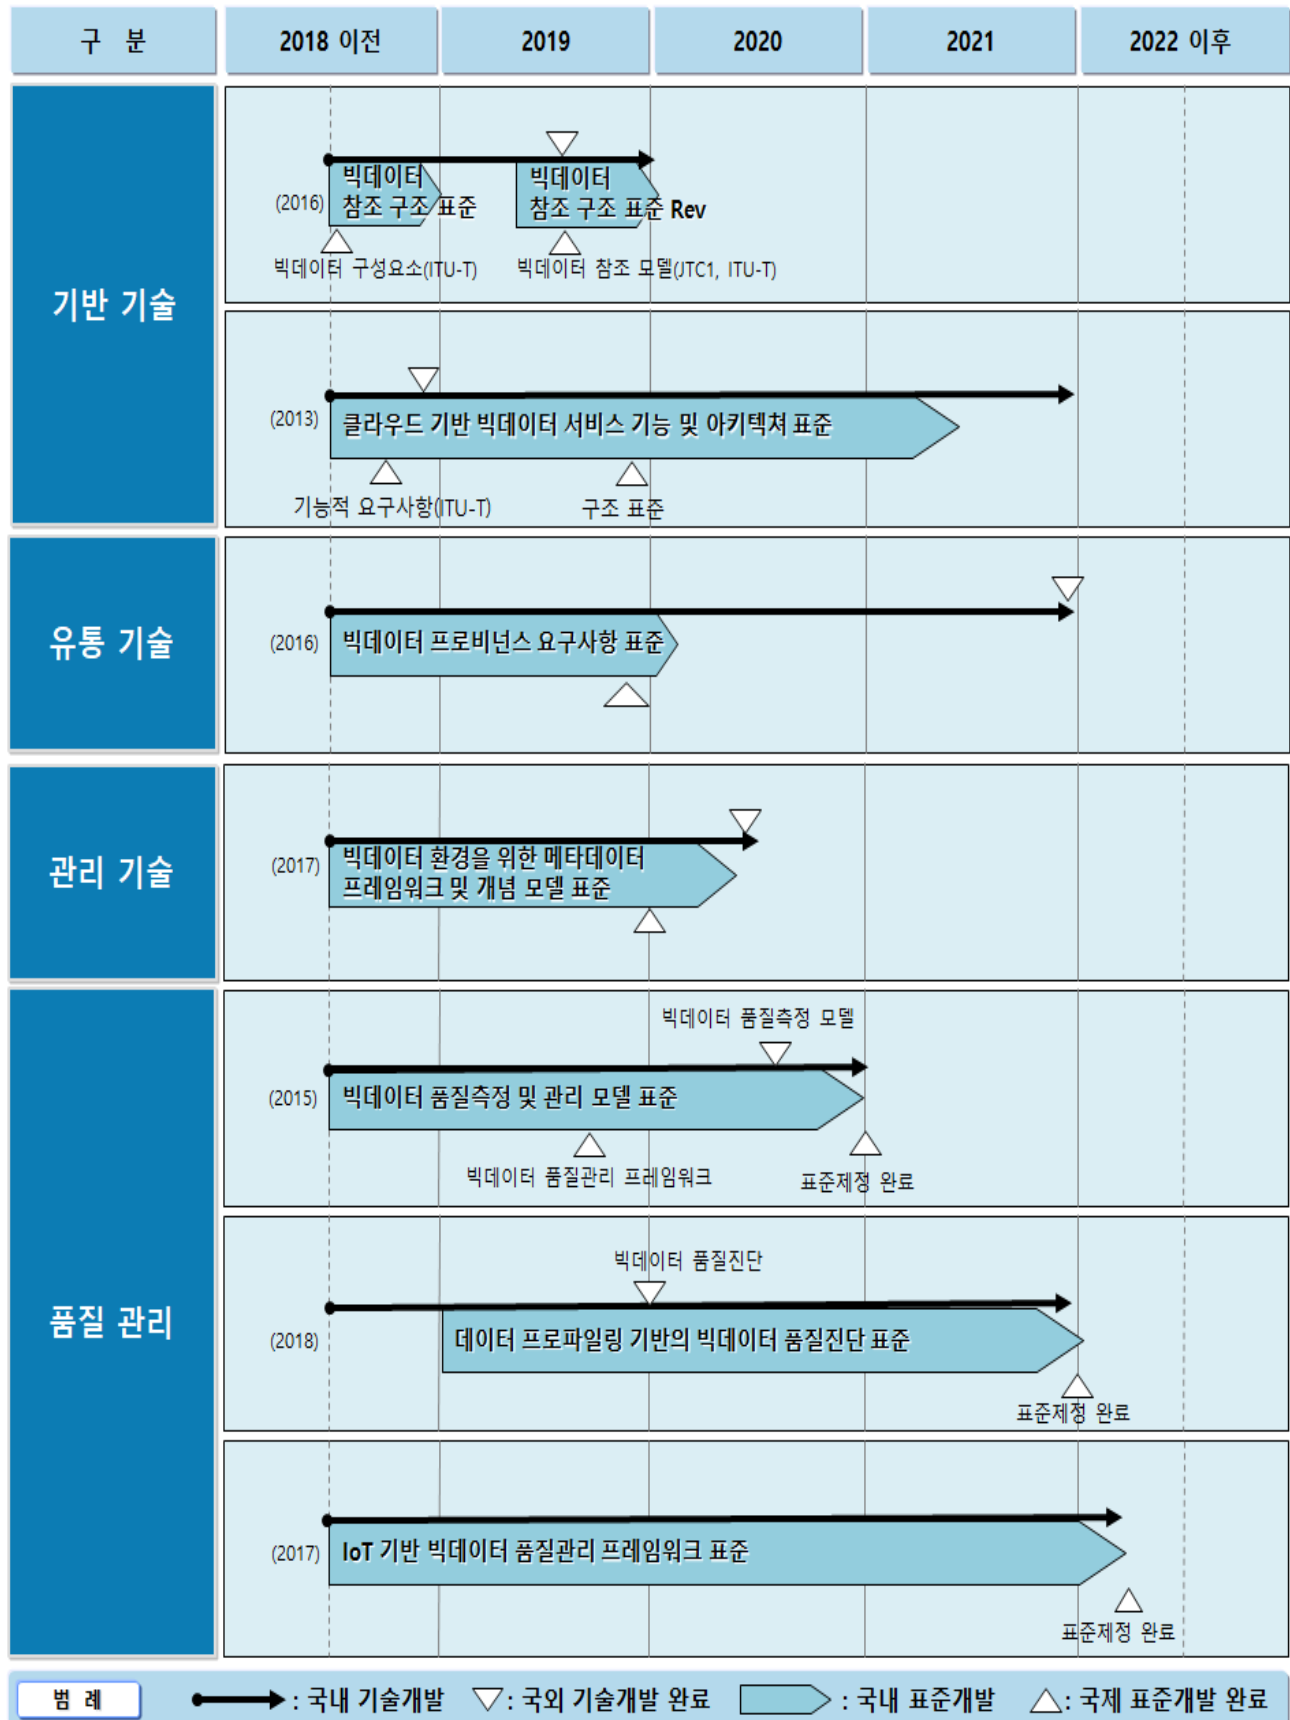 구 분
2018 이전
2019
2020
2021
2022 이후
기반 기술
(2016)
빅데이터
참조 구조 표준
빅데이터
참조 구조 표준 Rev
빅데이터 구성요소(ITU-T)
빅데이터 참조 모델(JTC1, ITU-T)
(2013)
클라우드 기반 빅데이터 서비스 기능 및 아키텍쳐 표준
기능적 요구사항(ITU-T)
구조 표준
유통 기술
(2016)
빅데이터 프로비넌스 요구사항 표준
관리 기술
(2017)
빅데이터 환경을 위한 메타데이터
프레임워크 및 개념 모델 표준
품질 관리
빅데이터 품질측정 모델
(2015)
빅데이터 품질측정 및 관리 모델 표준
빅데이터 품질관리 프레임워크
표준제정 완료
빅데이터 품질진단
(2018)
데이터 프로파일링 기반의 빅데이터 품질진단 표준
표준제정 완료
(2017)
IoT 기반 빅데이터 품질관리 프레임워크 표준
표준제정 완료
범 례
: 국내 기술개발
: 국외 기술개발 완료
: 국내 표준개발
: 국제 표준개발 완료